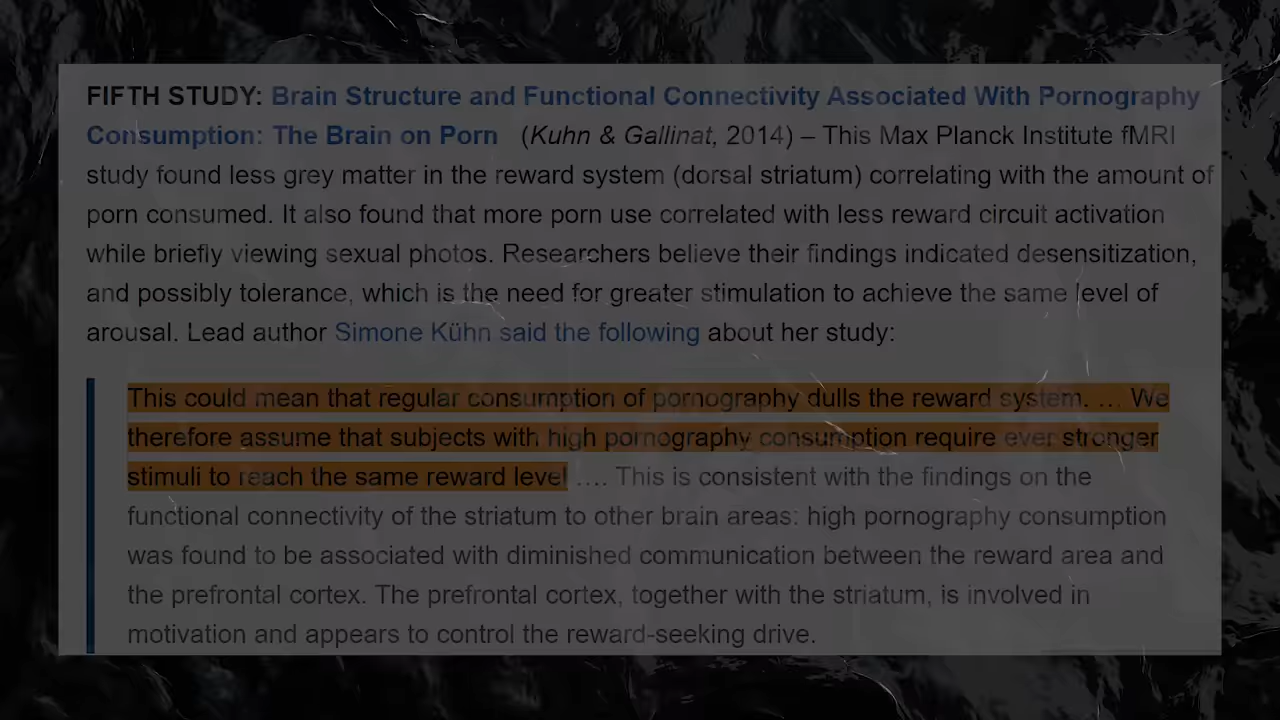 FIFTH STUDY: Brain Structure and Functional Connectivity Associated With Pornography
Consumption: The Brain on Porn (Kuhn & Gallinat, 2014) – This Max Planck Institute fMRI
study found less grey matter in the reward system (dorsal striatum) correlating with the amount of
porn consumed. It also found that more porn use correlated with less reward circuit activation
while briefly viewing sexual photos. Researchers believe their findings indicated desensitization,
and possibly tolerance, which is the need for greater stimulation to achieve the same level of
arousal. Lead author Simone Kühn said the following about her study:
This could mean that regular consumption of pornography dulls the reward system. … We
therefore assume that subjects with high pornography consumption require ever stronger
stimuli to reach the same reward level …. This is consistent with the findings on the
functional connectivity of the striatum to other brain areas: high pornography consumption
was found to be associated with diminished communication between the reward area and
the prefrontal cortex. The prefrontal cortex, together with the striatum, is involved in
motivation and appears to control the reward-seeking drive.